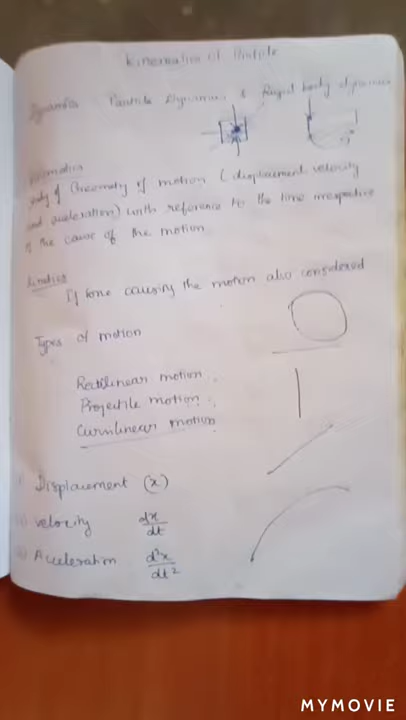 Kinematics of Particle
Dynamics Particle Dynamics & Rigid body dynamics
Kinematics
Study of Geometry of motion (displacement velocity
and acceleration) with reference to the time irrespective
of the cause of the motion
Kinetics
If force causing the motion also considered
Types of motion
Rectilinear motion
Projectile motion
Curvilinear motion
Displacement (x)
velocity dx/dt
Acceleration d²x/dt²
MYMOVIE